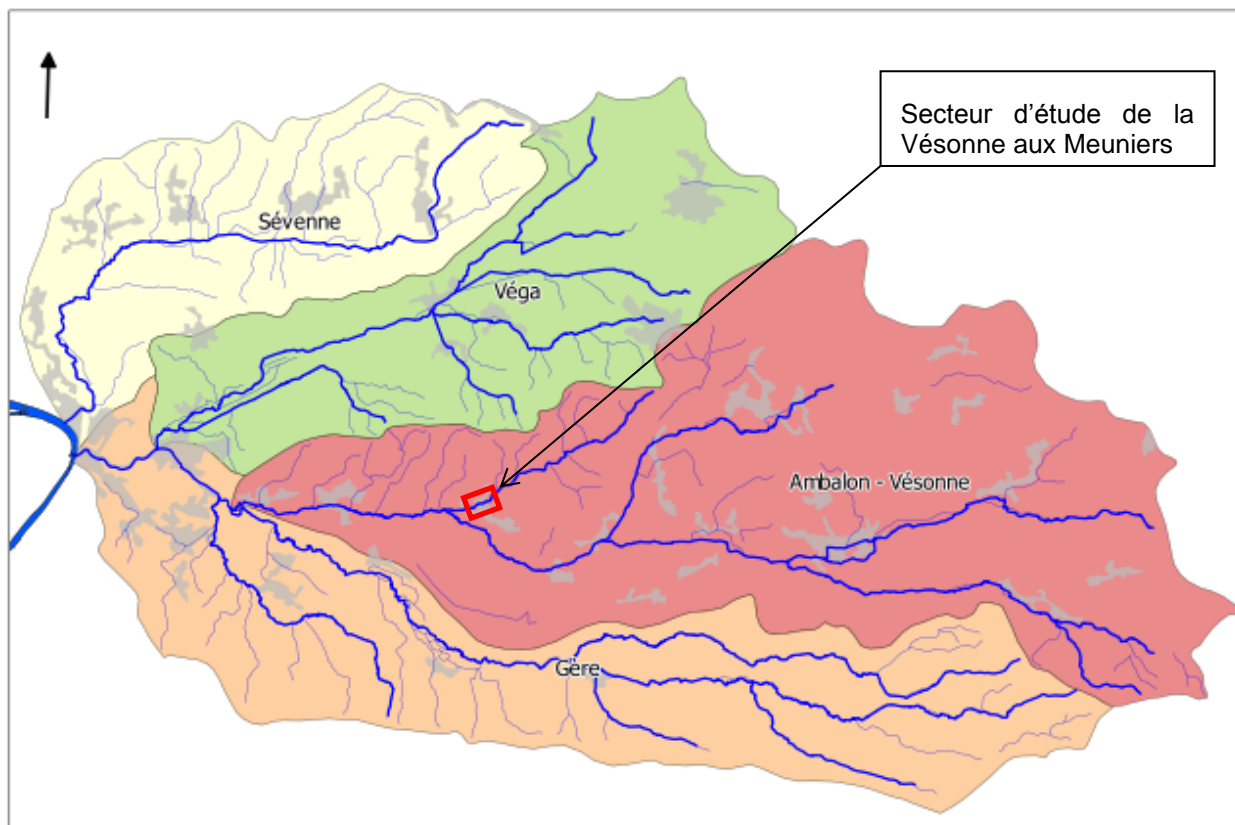 Secteur d'étude de la
Vésonne aux Meuniers
Sévenne
Véga
Ambalon - Vésonne
Gère